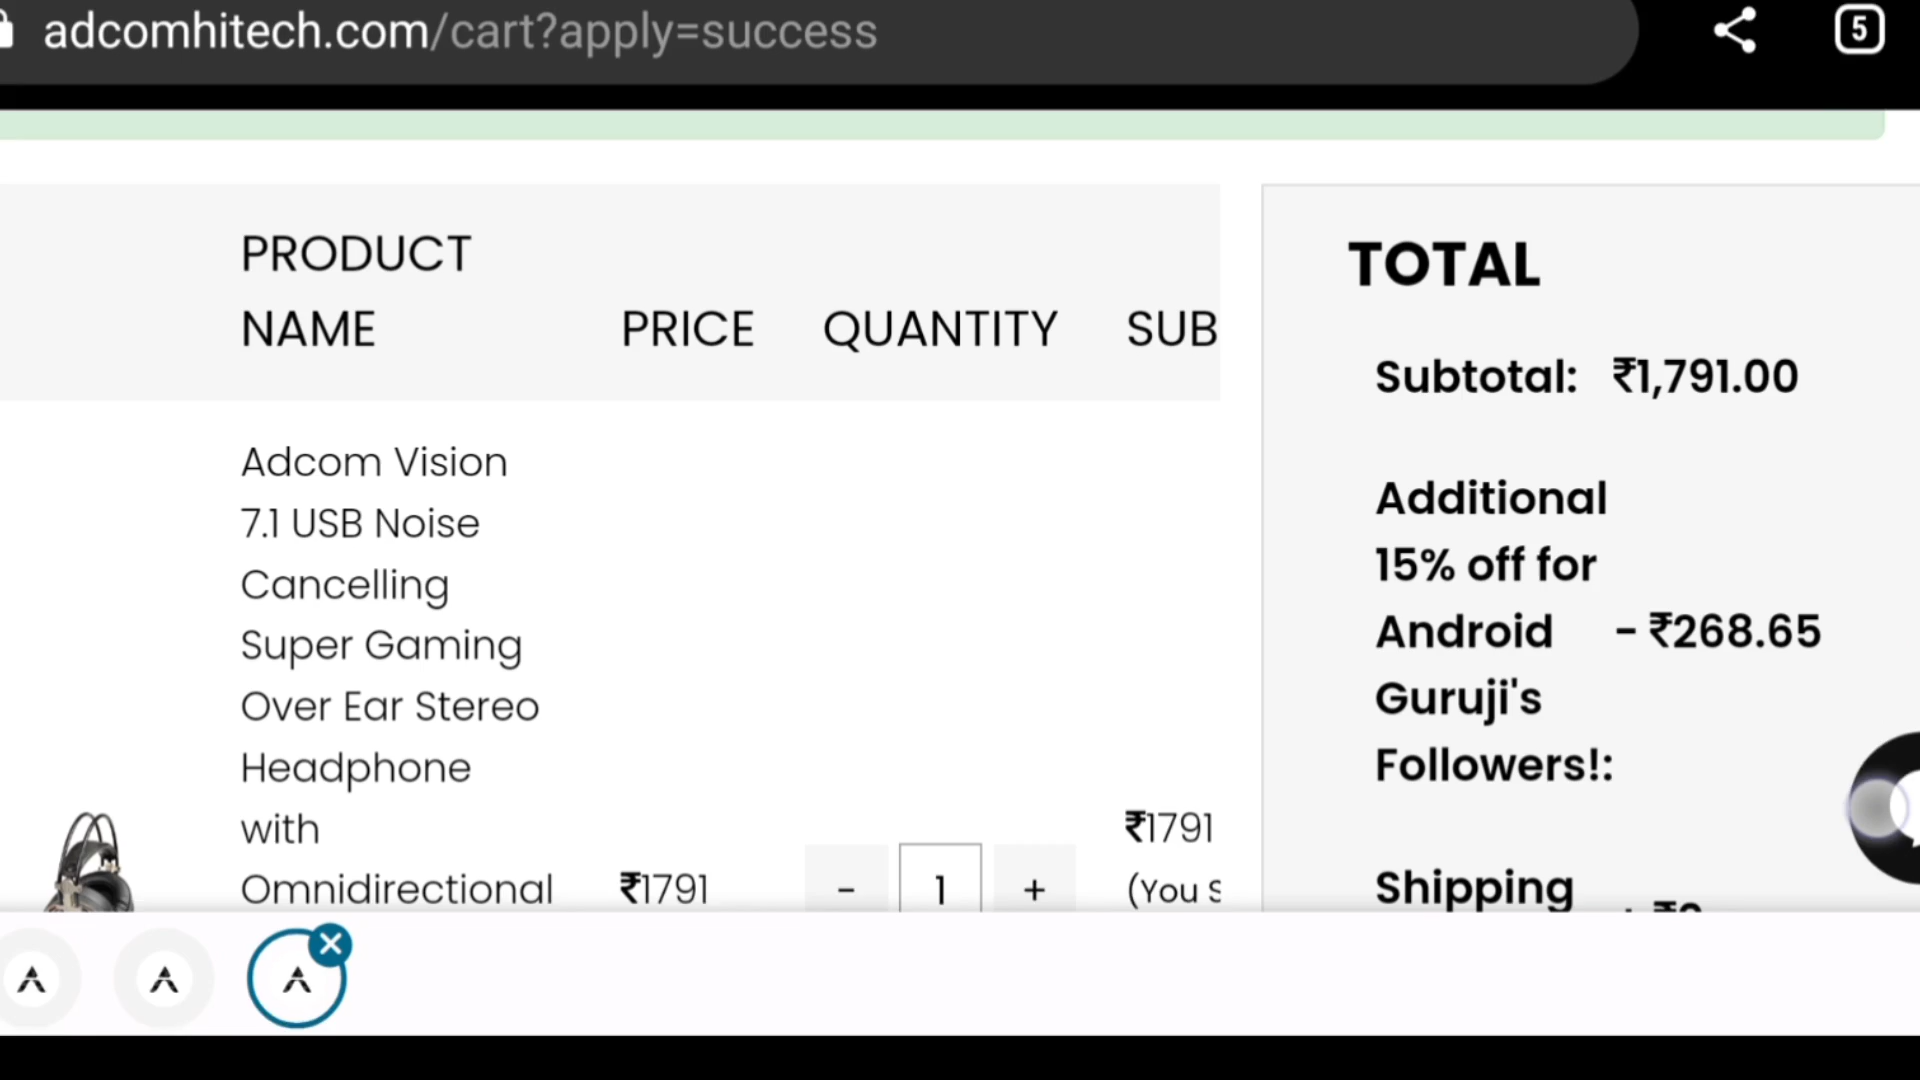 adcomhitech.com/cart?apply=success
5
PRODUCT
NAME
PRICE
QUANTITY
SUB
Adcom Vision
7.1 USB Noise
Cancelling
Super Gaming
Over Ear Stereo
Headphone
with
Omnidirectional
₹1791
-
1
+
₹1791
(You S
TOTAL
Subtotal: ₹1,791.00
Additional
15% off for
Android - ₹268.65
Guruji's
Followers!:
Shipping